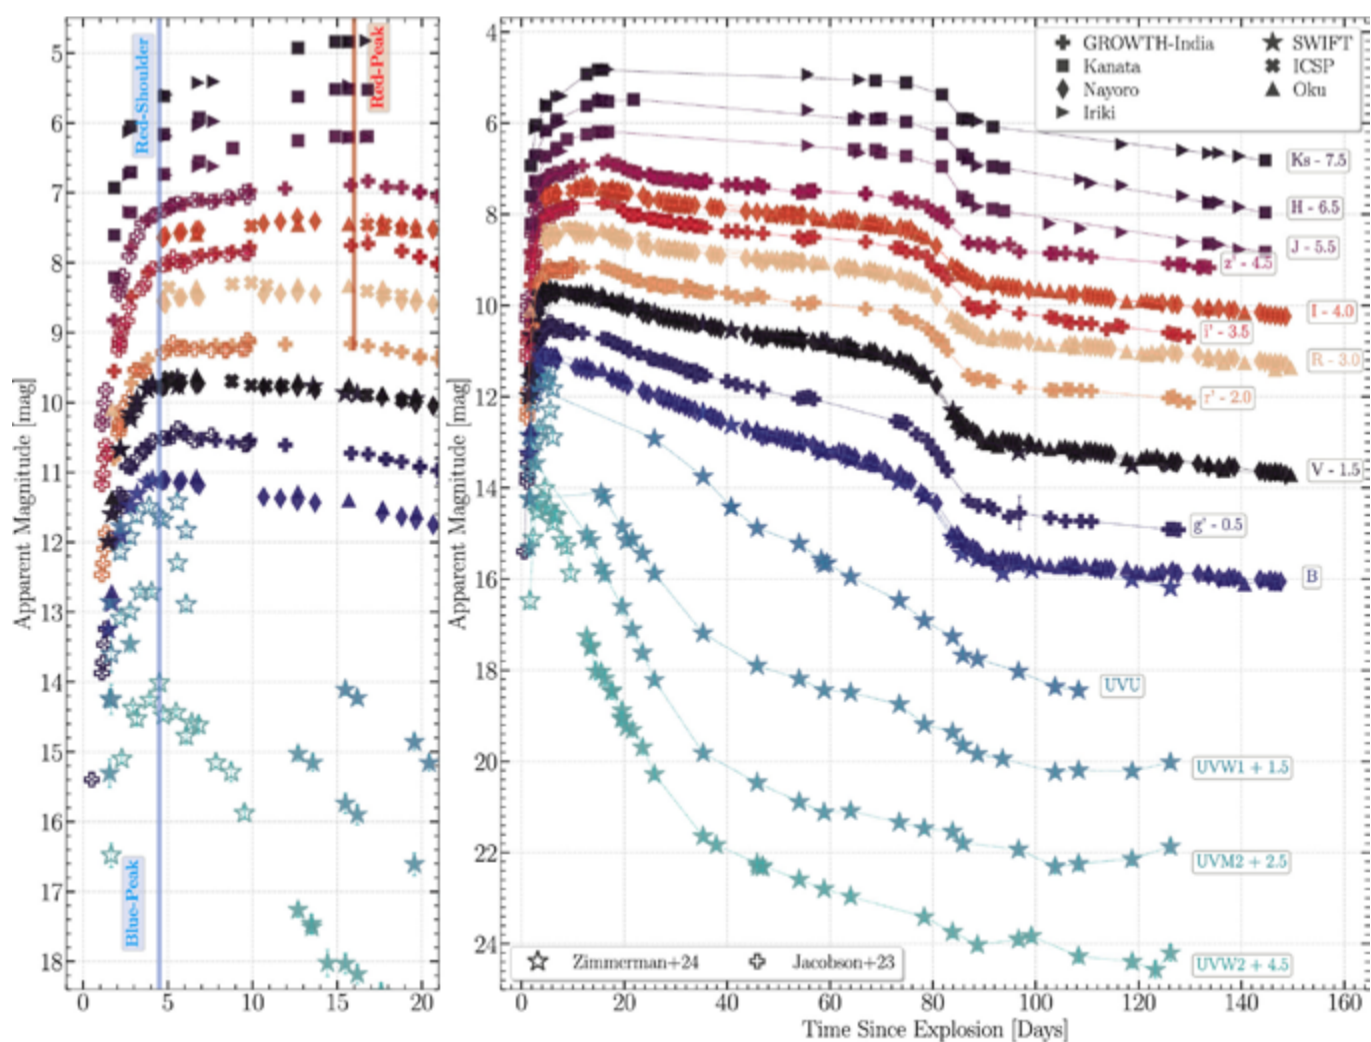 5
6
7
8
9
10
11
12
13
14
15
16
17
18
Apparent Magnitude [mag]
Red-Shoulder
Red-Peak
Blue-Peak
0 5 10 15 20
4
6
8
10
12
14
16
18
20
22
24
Apparent Magnitude [mag]
GROWTH-India SWIFT
Kanata ICSP
Nayoro Oku
Iriki
Ks - 7.5
H - 6.5
J - 5.5
z' - 4.5
I - 4.0
i' - 3.5
R - 3.0
r' - 2.0
V - 1.5
g' - 0.5
B
UVU
UVW1 + 1.5
UVM2 + 2.5
UVW2 + 4.5
Zimmerman+24 Jacobson+23
0 20 40 60 80 100 120 140 160
Time Since Explosion [Days]